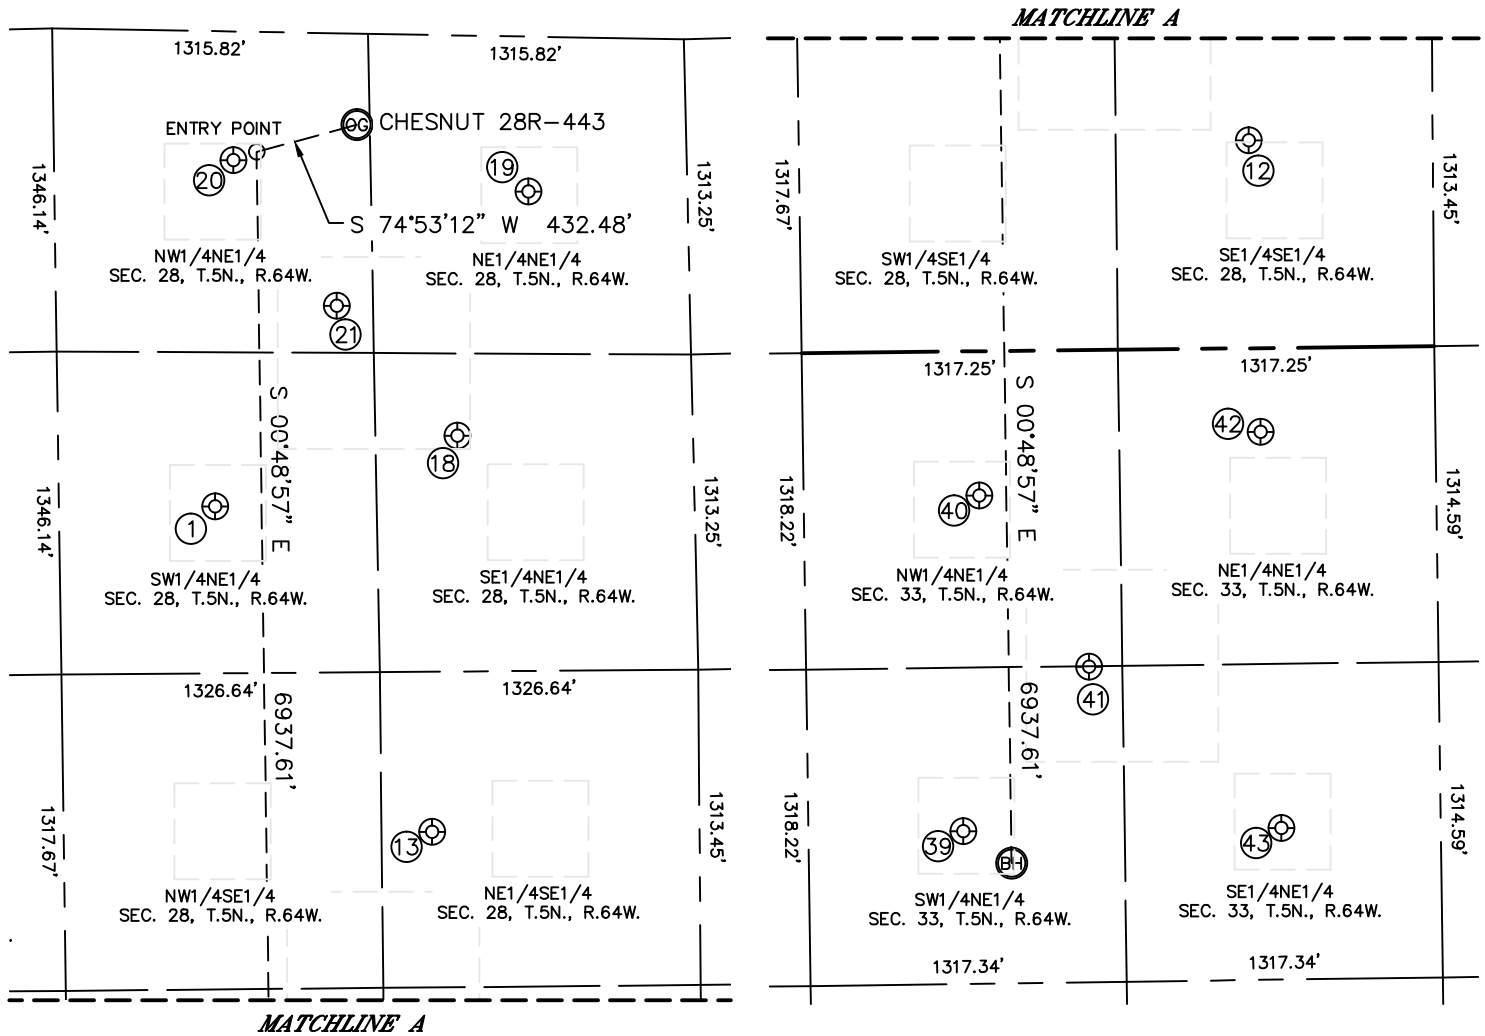 1315.82'
1315.82'
ENTRY POINT
OG
CHESNUT 28R-443
20
19
1346.14'
1313.25'
S 74°53'12" W 432.48'
NW1/4NE1/4
SEC. 28, T.5N., R.64W.
NE1/4NE1/4
SEC. 28, T.5N., R.64W.
21
S 00°48'57" E
18
1
1346.14'
1313.25'
SW1/4NE1/4
SEC. 28, T.5N., R.64W.
SE1/4NE1/4
SEC. 28, T.5N., R.64W.
1326.64'
1326.64'
6937.61'
13
1317.67'
1313.45'
NW1/4SE1/4
SEC. 28, T.5N., R.64W.
NE1/4SE1/4
SEC. 28, T.5N., R.64W.
MATCHLINE A
MATCHLINE A
1317.67'
12
1313.45'
SW1/4SE1/4
SEC. 28, T.5N., R.64W.
SE1/4SE1/4
SEC. 28, T.5N., R.64W.
1317.25'
1317.25'
S 00°48'57" E
42
40
1318.22'
1314.59'
NW1/4NE1/4
SEC. 33, T.5N., R.64W.
NE1/4NE1/4
SEC. 33, T.5N., R.64W.
6937.61'
41
1318.22'
1314.59'
39
43
BH
SW1/4NE1/4
SEC. 33, T.5N., R.64W.
SE1/4NE1/4
SEC. 33, T.5N., R.64W.
1317.34'
1317.34'